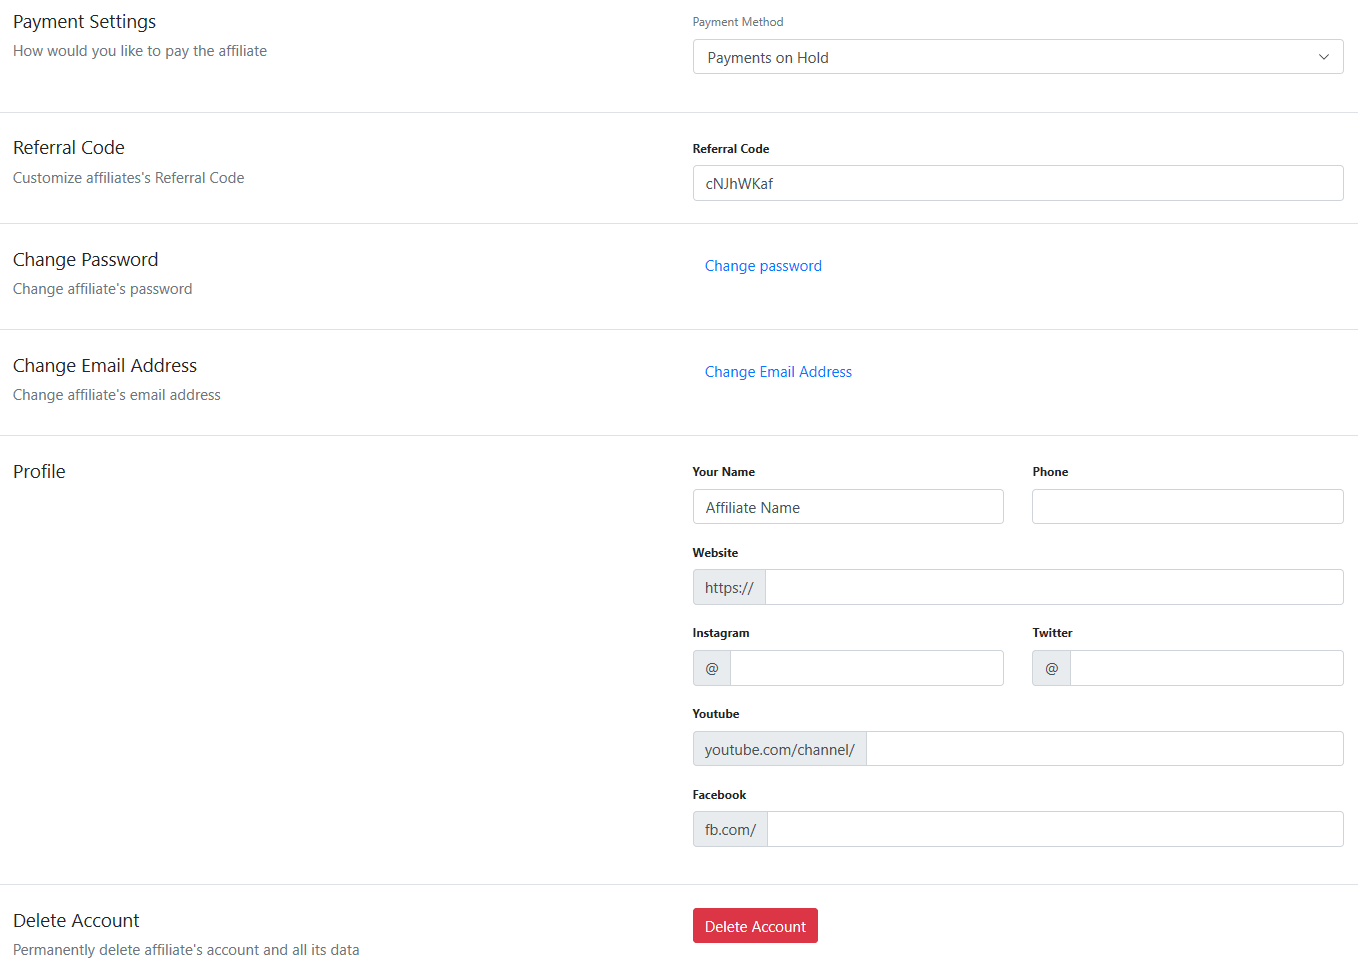 Payment Settings
How would you like to pay the affiliate
Payment Method
Payments on Hold
Referral Code
Customize affiliates's Referral Code
Referral Code
cNJhWKaf
Change Password
Change affiliate's password
Change password
Change Email Address
Change affiliate's email address
Change Email Address
Profile
Your Name
Phone
Affiliate Name
Website
https://
Instagram
Twitter
@
@
Youtube
youtube.com/channel/
Facebook
fb.com/
Delete Account
Permanently delete affiliate's account and all its data
Delete Account